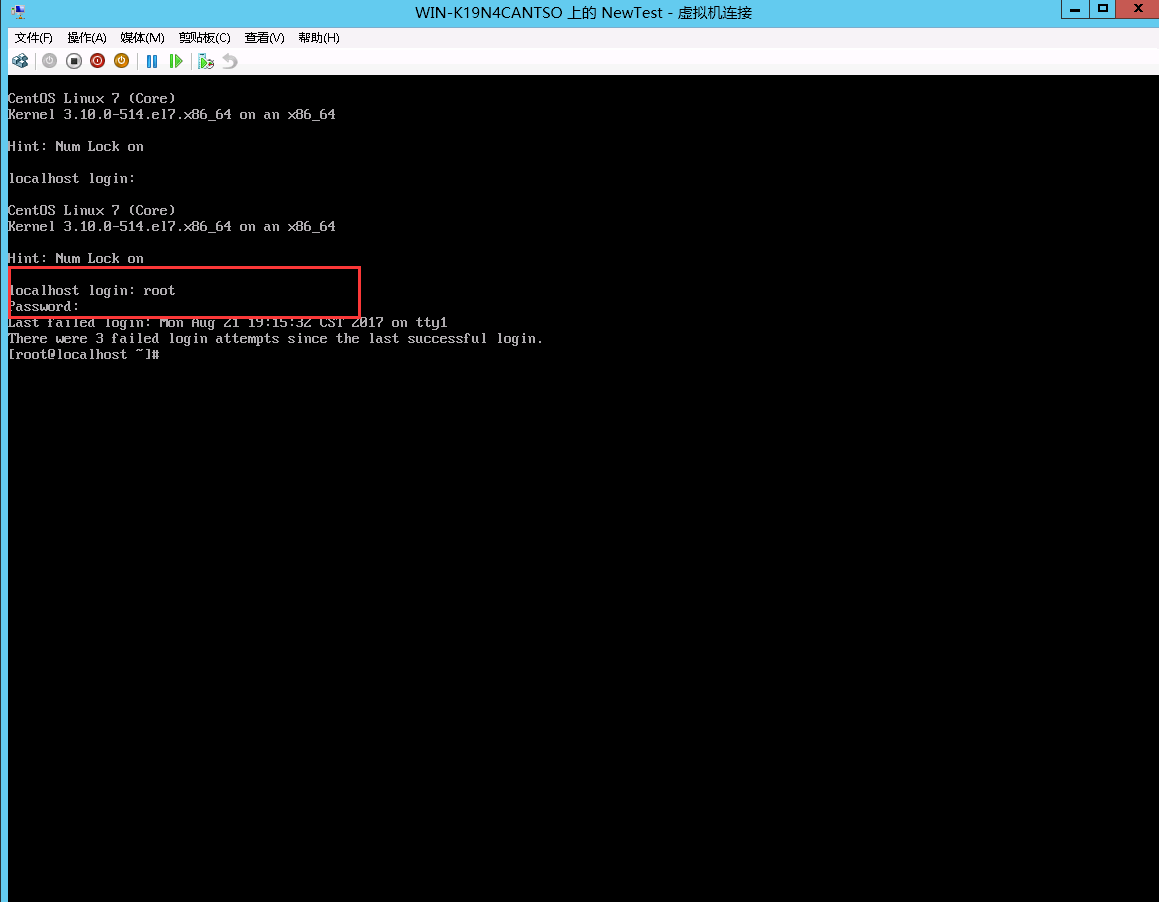 WIN-K19N4CANTSO 上的 NewTest - 虚拟机连接
文件(F) 操作(A) 媒体(M) 剪贴板(C) 查看(V) 帮助(H)
CentOS Linux 7 (Core)
Kernel 3.10.0-514.el7.x86_64 on an x86_64
Hint: Num Lock on
localhost login:
CentOS Linux 7 (Core)
Kernel 3.10.0-514.el7.x86_64 on an x86_64
Hint: Num Lock on
localhost login: root
Password:
Last failed login: Mon Aug 21 19:15:32 CST 2017 on tty1
There were 3 failed login attempts since the last successful login.
[root@localhost ~]#